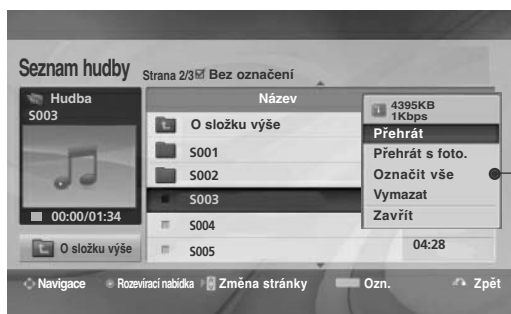 Seznam hudby
Strana 2/3 Bez označení
Hudba
S003
00:00/01:34
O složku výše
Název
O složku výše
S001
S002
S003
S004
S005
04:28
4395KB
1Kbps
Přehrát
Přehrát s foto.
Označit vše
Vymazat
Zavřít
Navigace Rozevírací nabídka Změna stránky Ozn. Zpět